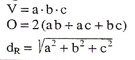 V = a · b · c
O = 2 (ab + ac + bc)
d_R = √(a² + b² + c²)